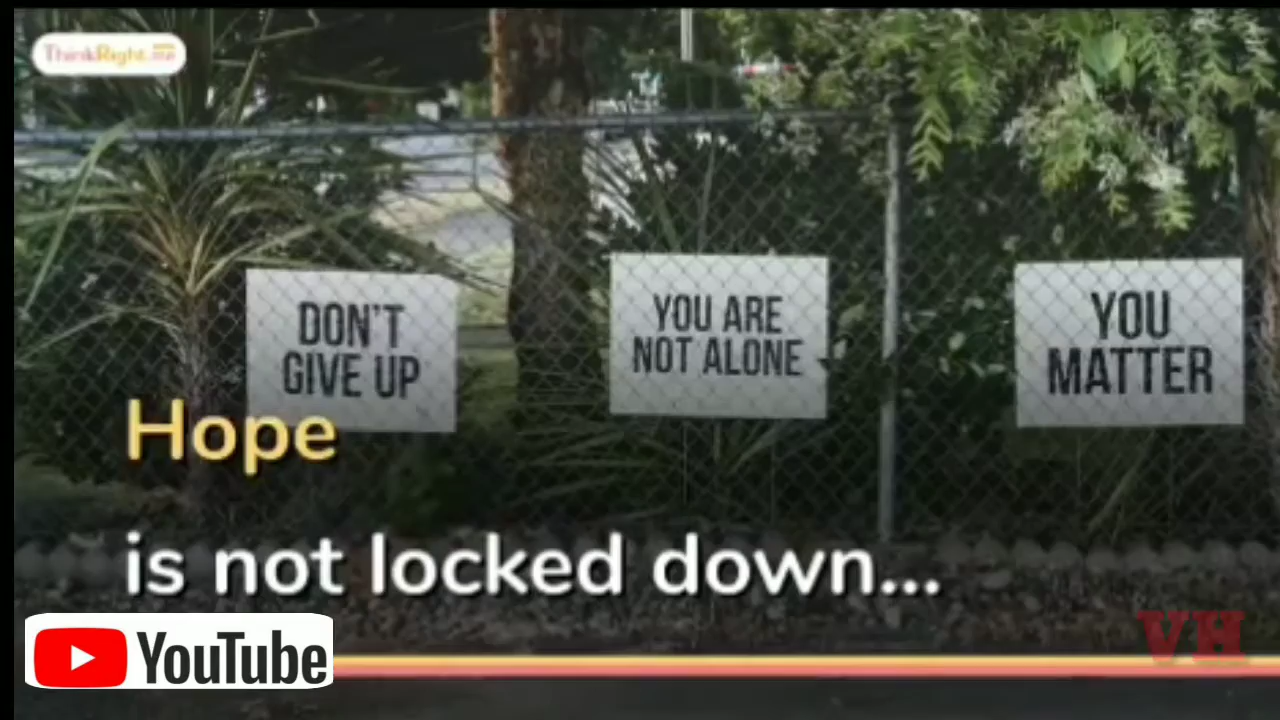 ThinkRight.me
DON'T
GIVE UP
YOU ARE
NOT ALONE
YOU
MATTER
Hope
is not locked down...
YouTube
VH